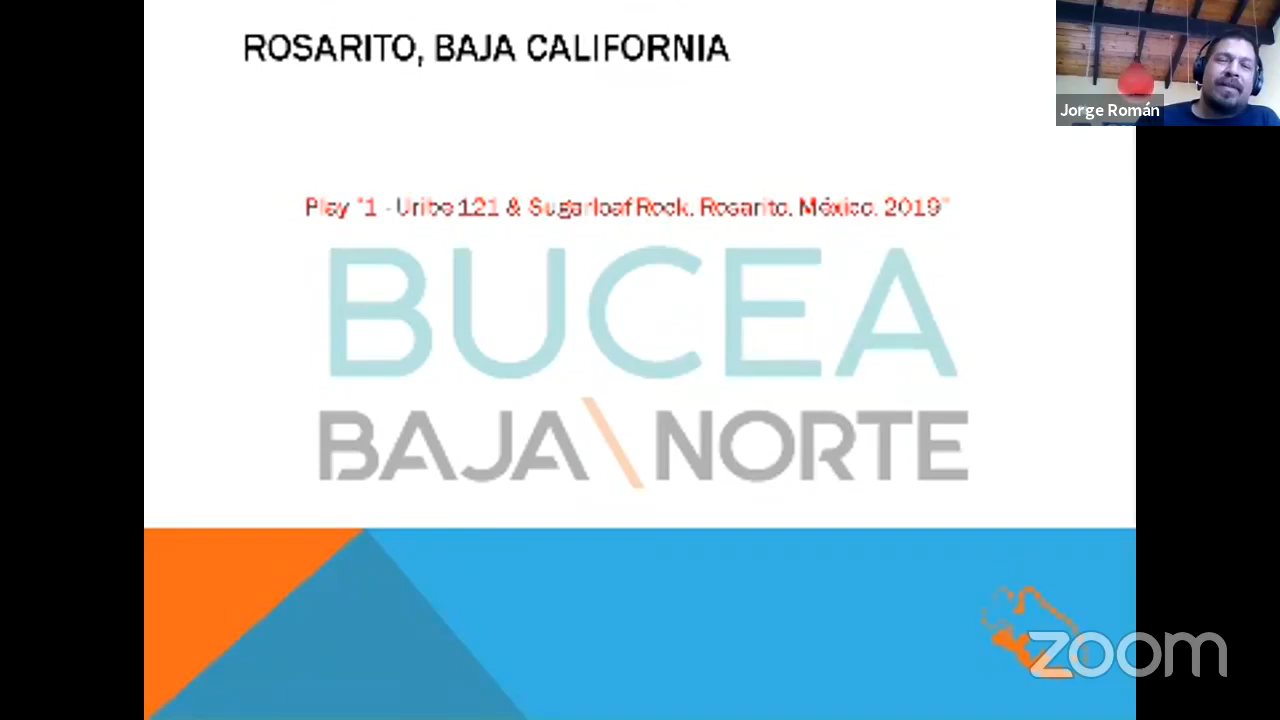 ROSARITO, BAJA CALIFORNIA
Jorge Román
Play "1 - Uribe 121 & Sugarloaf Rock. Rosarito. México. 2019"
BUCEA
BAJA\NORTE
zoom